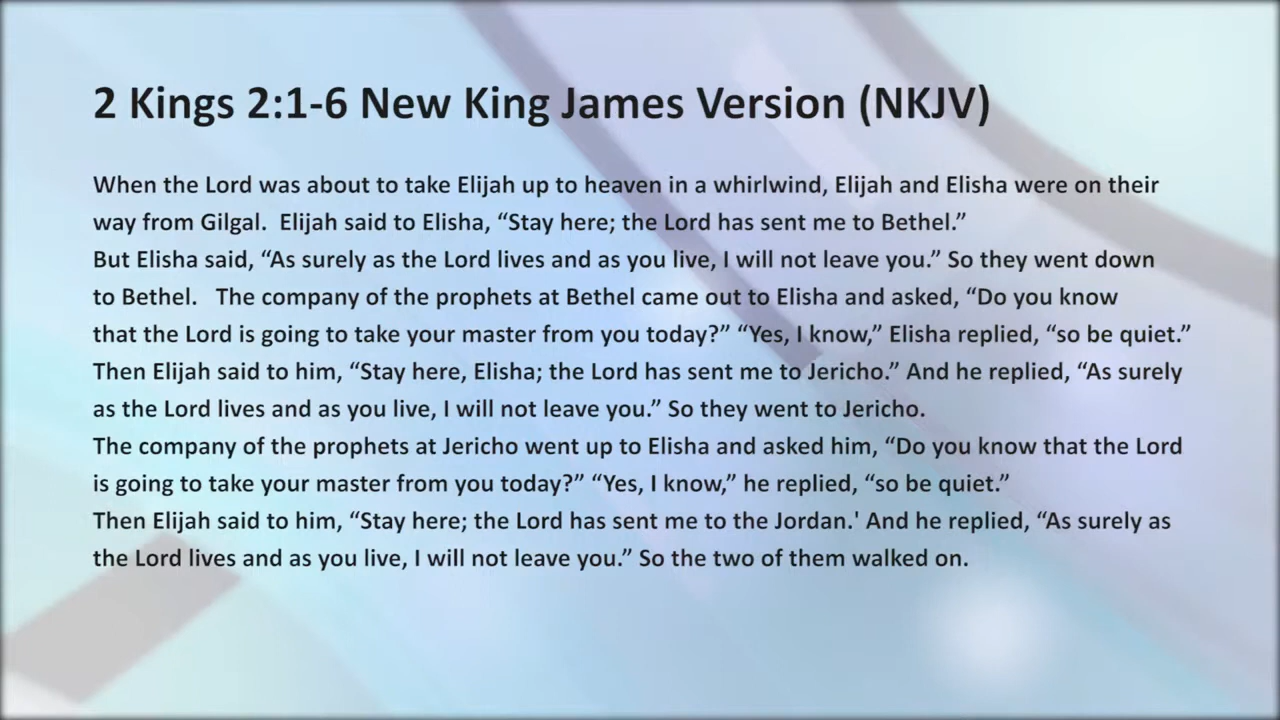 2 Kings 2:1-6 New King James Version (NKJV)
When the Lord was about to take Elijah up to heaven in a whirlwind, Elijah and Elisha were on their
way from Gilgal.  Elijah said to Elisha, “Stay here; the Lord has sent me to Bethel.”
But Elisha said, “As surely as the Lord lives and as you live, I will not leave you.” So they went down
to Bethel.   The company of the prophets at Bethel came out to Elisha and asked, “Do you know
that the Lord is going to take your master from you today?” “Yes, I know,” Elisha replied, “so be quiet.”
Then Elijah said to him, “Stay here, Elisha; the Lord has sent me to Jericho.” And he replied, “As surely
as the Lord lives and as you live, I will not leave you.” So they went to Jericho.
The company of the prophets at Jericho went up to Elisha and asked him, “Do you know that the Lord
is going to take your master from you today?” “Yes, I know,” he replied, “so be quiet.”
Then Elijah said to him, “Stay here; the Lord has sent me to the Jordan.' And he replied, “As surely as
the Lord lives and as you live, I will not leave you.” So the two of them walked on.